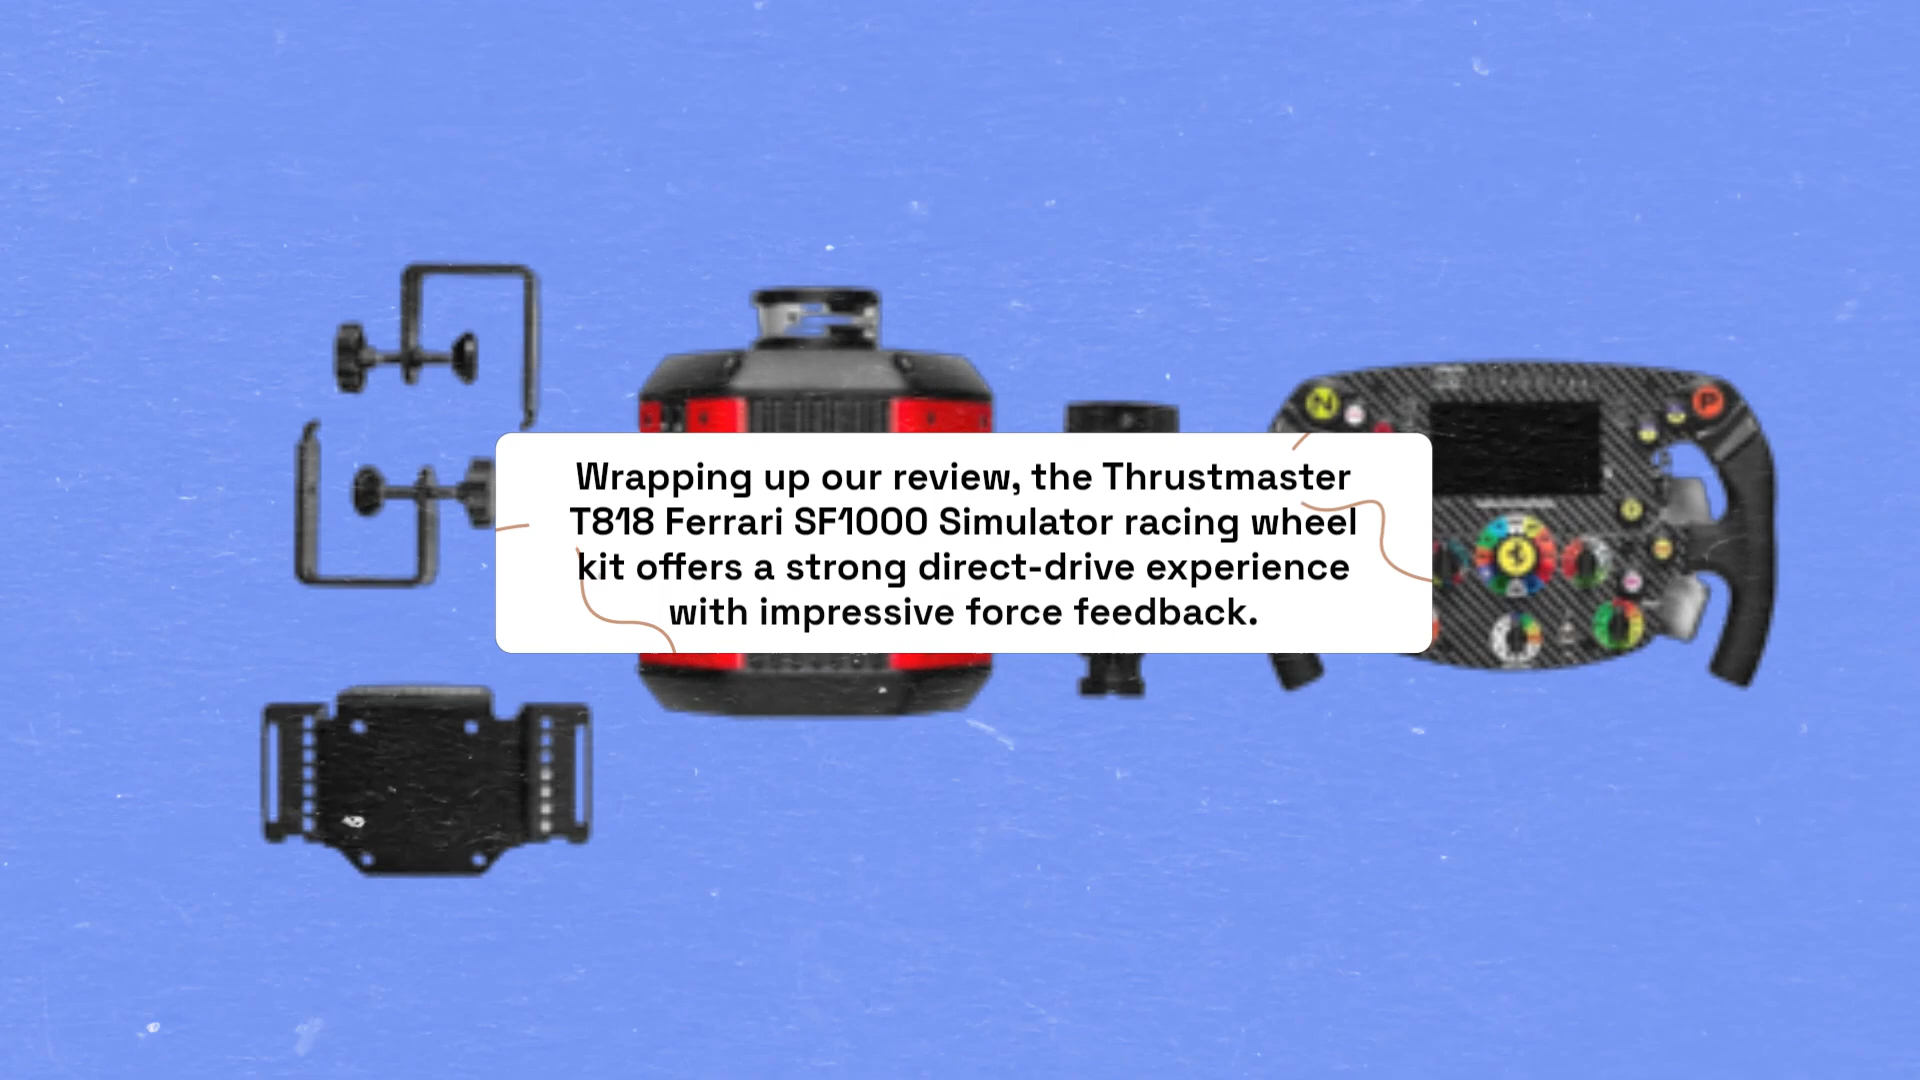 N
P
Wrapping up our review, the Thrustmaster
T818 Ferrari SF1000 Simulator racing wheel
kit offers a strong direct-drive experience
with impressive force feedback.